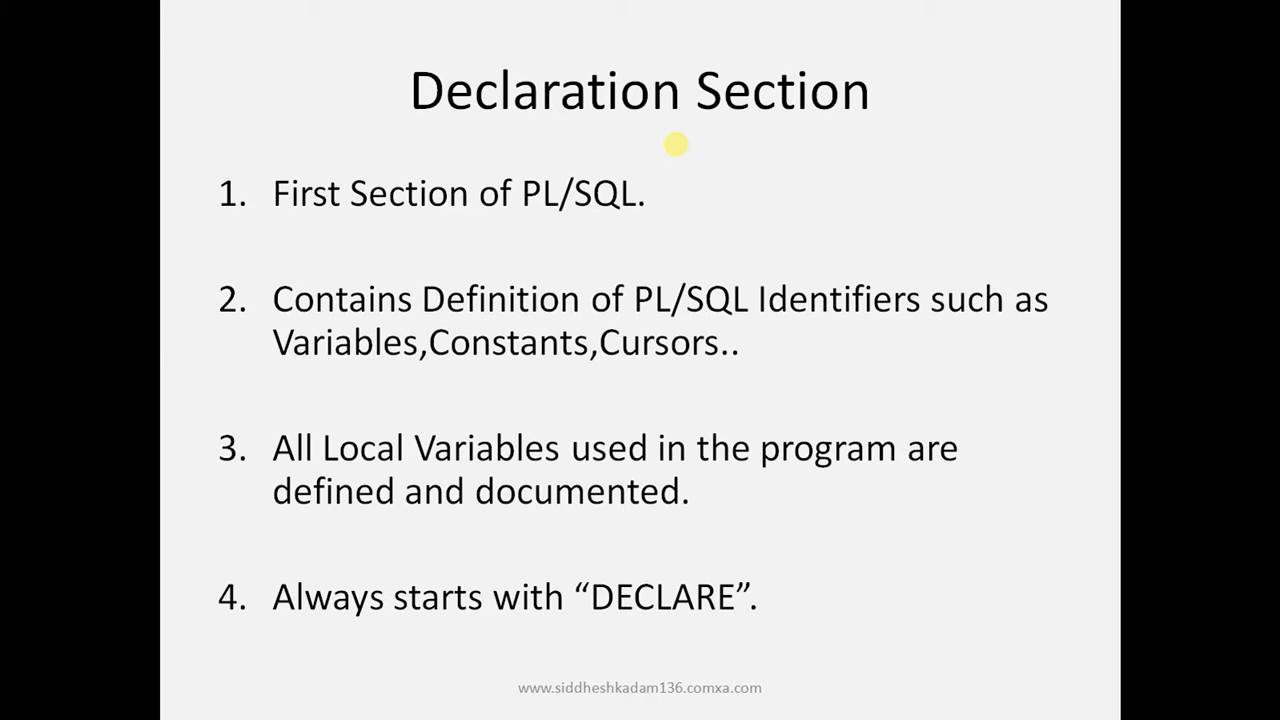 Declaration Section
1. First Section of PL/SQL.
2. Contains Definition of PL/SQL Identifiers such as
Variables,Constants,Cursors..
3. All Local Variables used in the program are
defined and documented.
4. Always starts with “DECLARE”.
www.siddheshkadam136.comxa.com